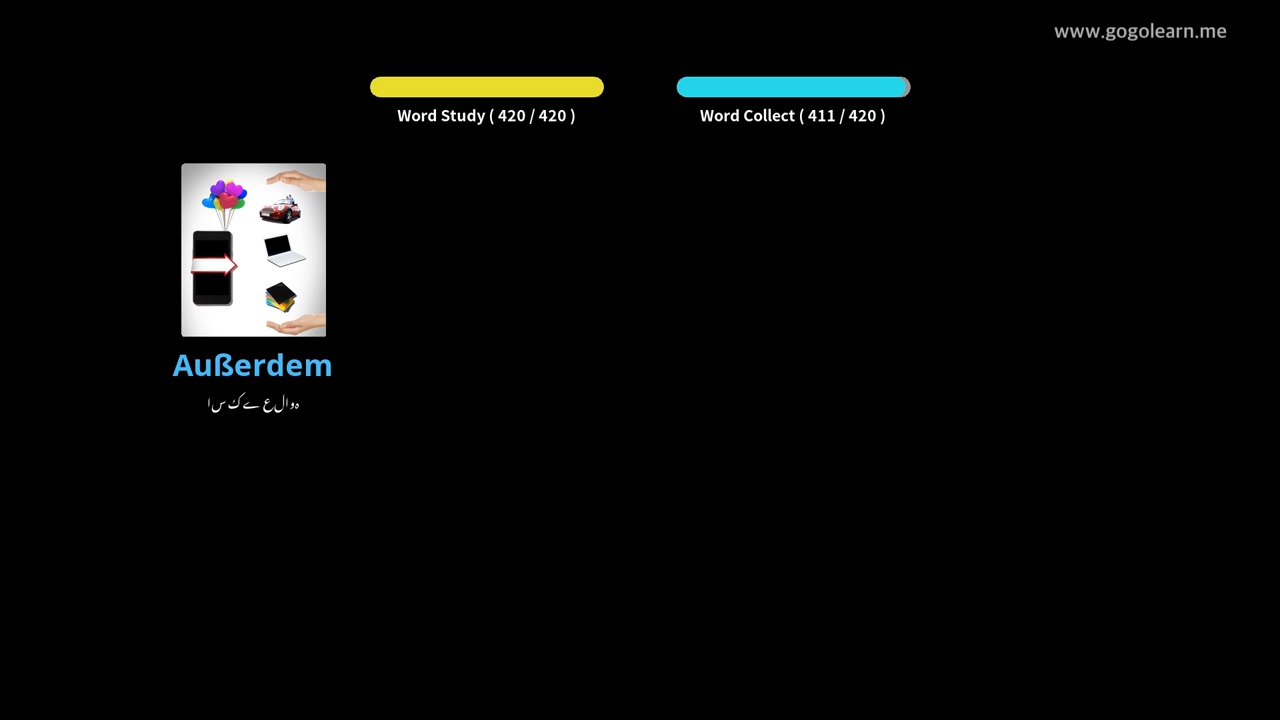 www.gogolearn.me
Word Study ( 420 / 420 )
Word Collect ( 411 / 420 )
Außerdem
اس کے علاوہ